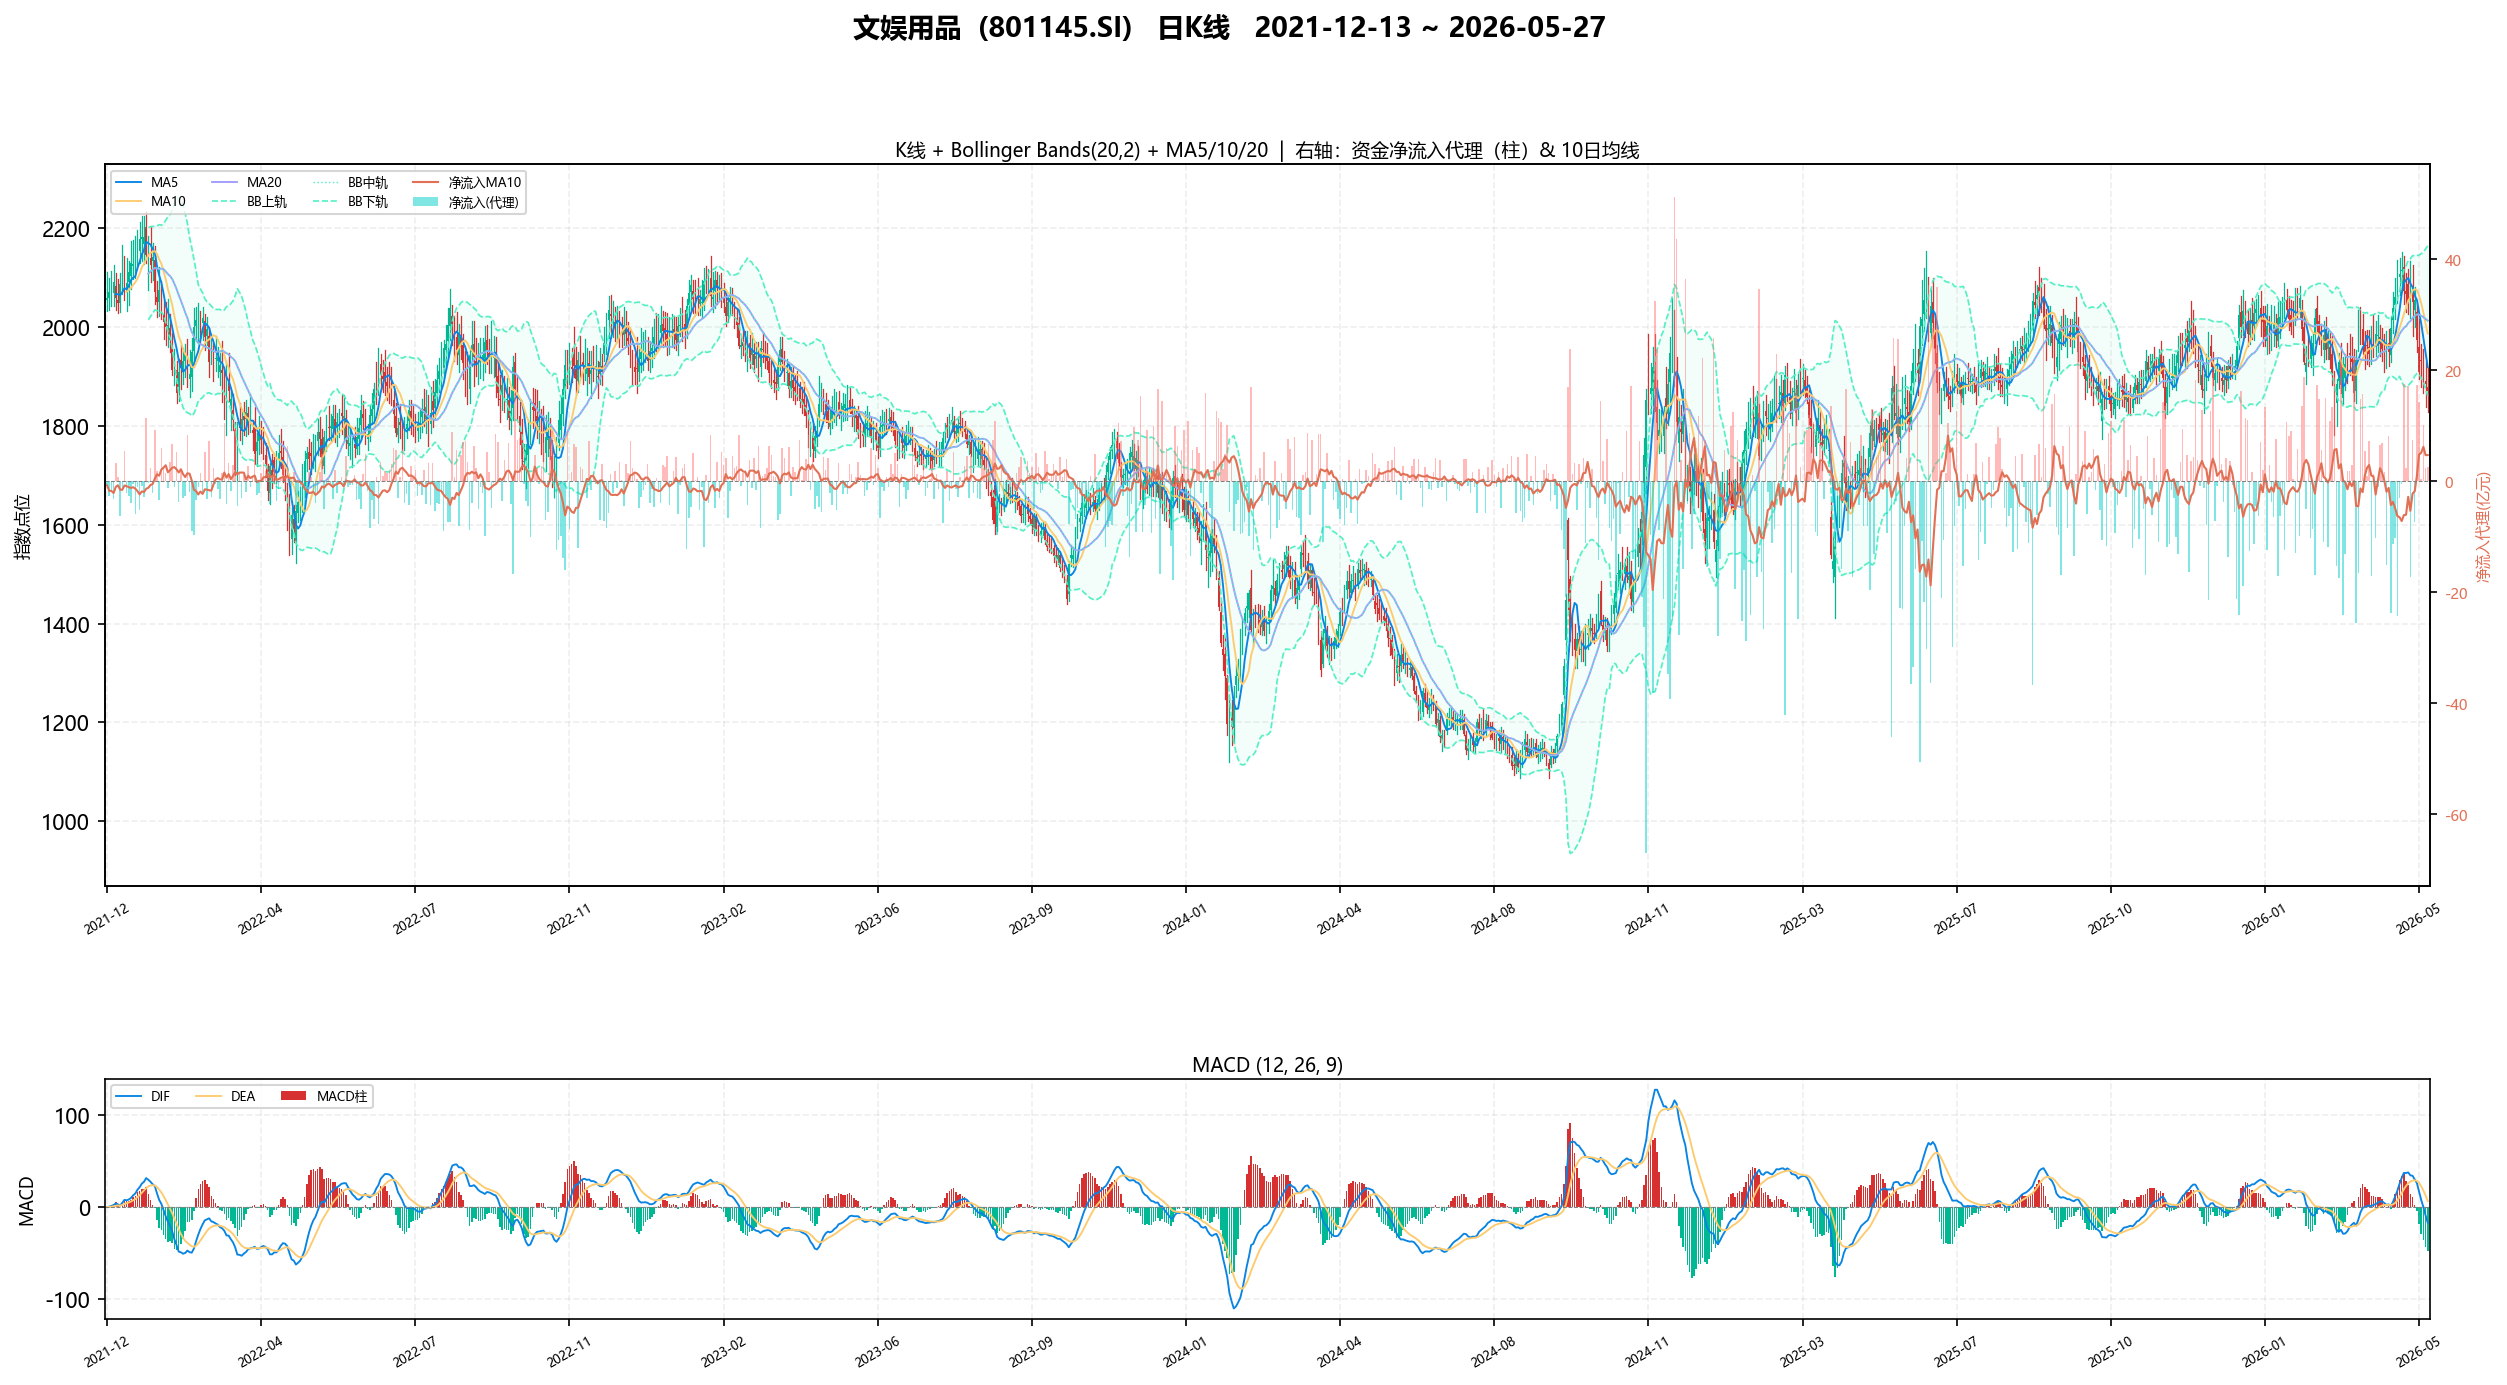 文娱用品 (801145.SI) 日K线 2021-12-13 ~ 2026-05-27
K线 + Bollinger Bands(20,2) + MA5/10/20 | 右轴：资金净流入代理（柱）& 10日均线
MA5 MA20 BB中轨 净流入MA10
MA10 BB上轨 BB下轨 净流入(代理)
指数点位
2200
2000
1800
1600
1400
1200
1000
40
20
0
-20
-40
-60
净流入代理(亿元)
2021-12 2022-04 2022-07 2022-11 2023-02 2023-06 2023-09 2024-01 2024-04 2024-08 2024-11 2025-03 2025-07 2025-10 2026-01 2026-05
MACD (12, 26, 9)
DIF DEA MACD柱
MACD
100
0
-100
2021-12 2022-04 2022-07 2022-11 2023-02 2023-06 2023-09 2024-01 2024-04 2024-08 2024-11 2025-03 2025-07 2025-10 2026-01 2026-05